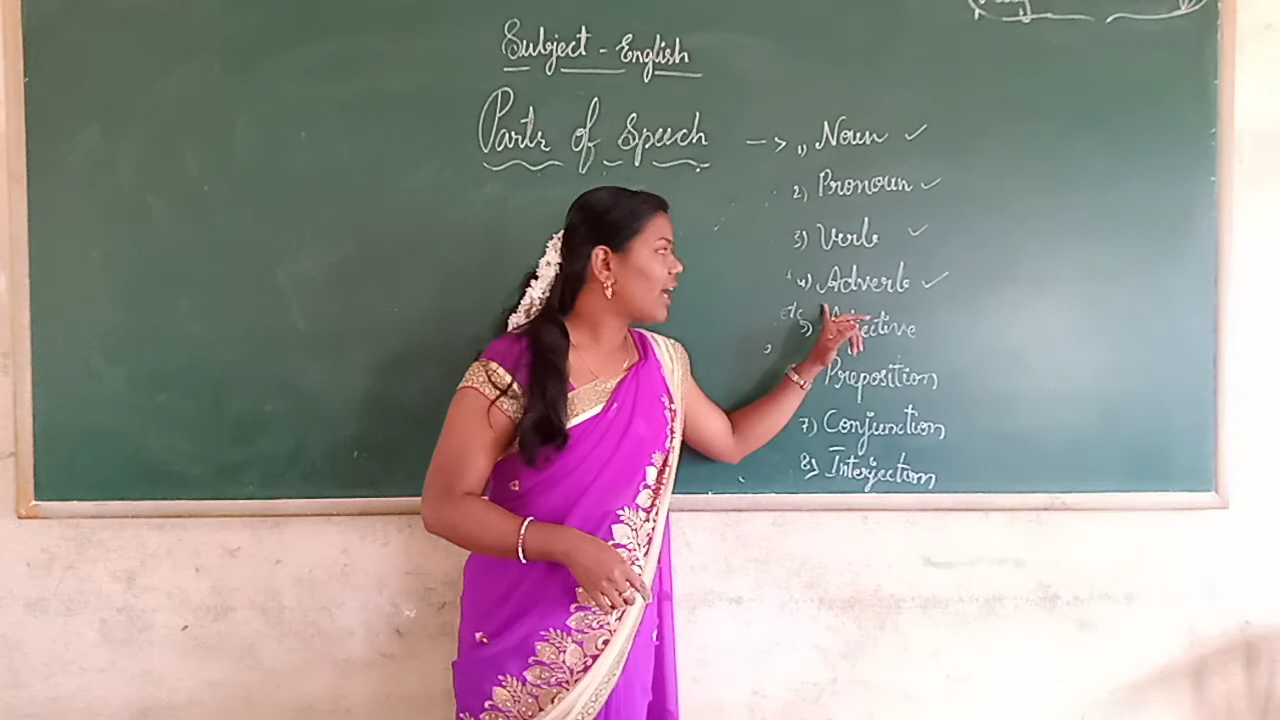 Subject - English
Parts of Speech -> 1) Noun ✓
2) Pronoun ✓
3) Verb ✓
4) Adverb ✓
5) Adjective
Preposition
7) Conjunction
8) Interjection